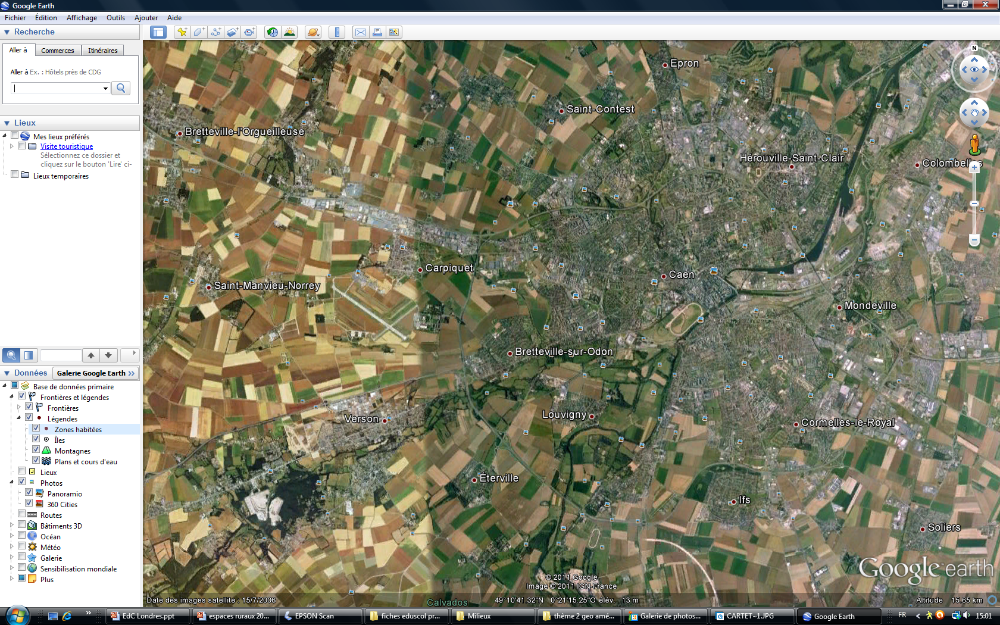 Google Earth
Fichier Édition Affichage Outils Ajouter Aide
Recherche
Aller à Commerces Itinéraires
Aller à Ex. : Hôtels près de CDG
Lieux
Mes lieux préférés
Visite touristique
Sélectionnez ce dossier et
cliquez sur le bouton 'Lire' ci-
Lieux temporaires
Données Galerie Google Earth >>
Base de données primaire
Frontières et légendes
Frontières
Légendes
Zones habitées
Îles
Montagnes
Plans et cours d'eau
Lieux
Photos
Panoramio
360 Cities
Routes
Bâtiments 3D
Océan
Météo
Galerie
Sensibilisation mondiale
Plus
N
Epron
Saint-Contest
Bretteville-l'Orgueilleuse
Hérouville-Saint-Clair
Colombelles
Carpiquet
Caen
Saint-Manvieu-Norrey
Mondeville
Bretteville-sur-Odon
Louvigny
Verson
Cormelles-le-Royal
Éterville
Ifs
Soliers
Google earth
© 2011 Google
Image © 2011 IGN-France
Date des images satellite : 15/7/2006
Calvados
49°10'41.32"N 0°21'15.25"O élév. 13 m
Altitude 15.65 km
EdC Londres.ppt
espaces ruraux 20...
EPSON Scan
fiches eduscol pr...
Milieux
thème 2 geo amé...
Galerie de photos...
CARTET~1.JPG
Google Earth
FR
15:01